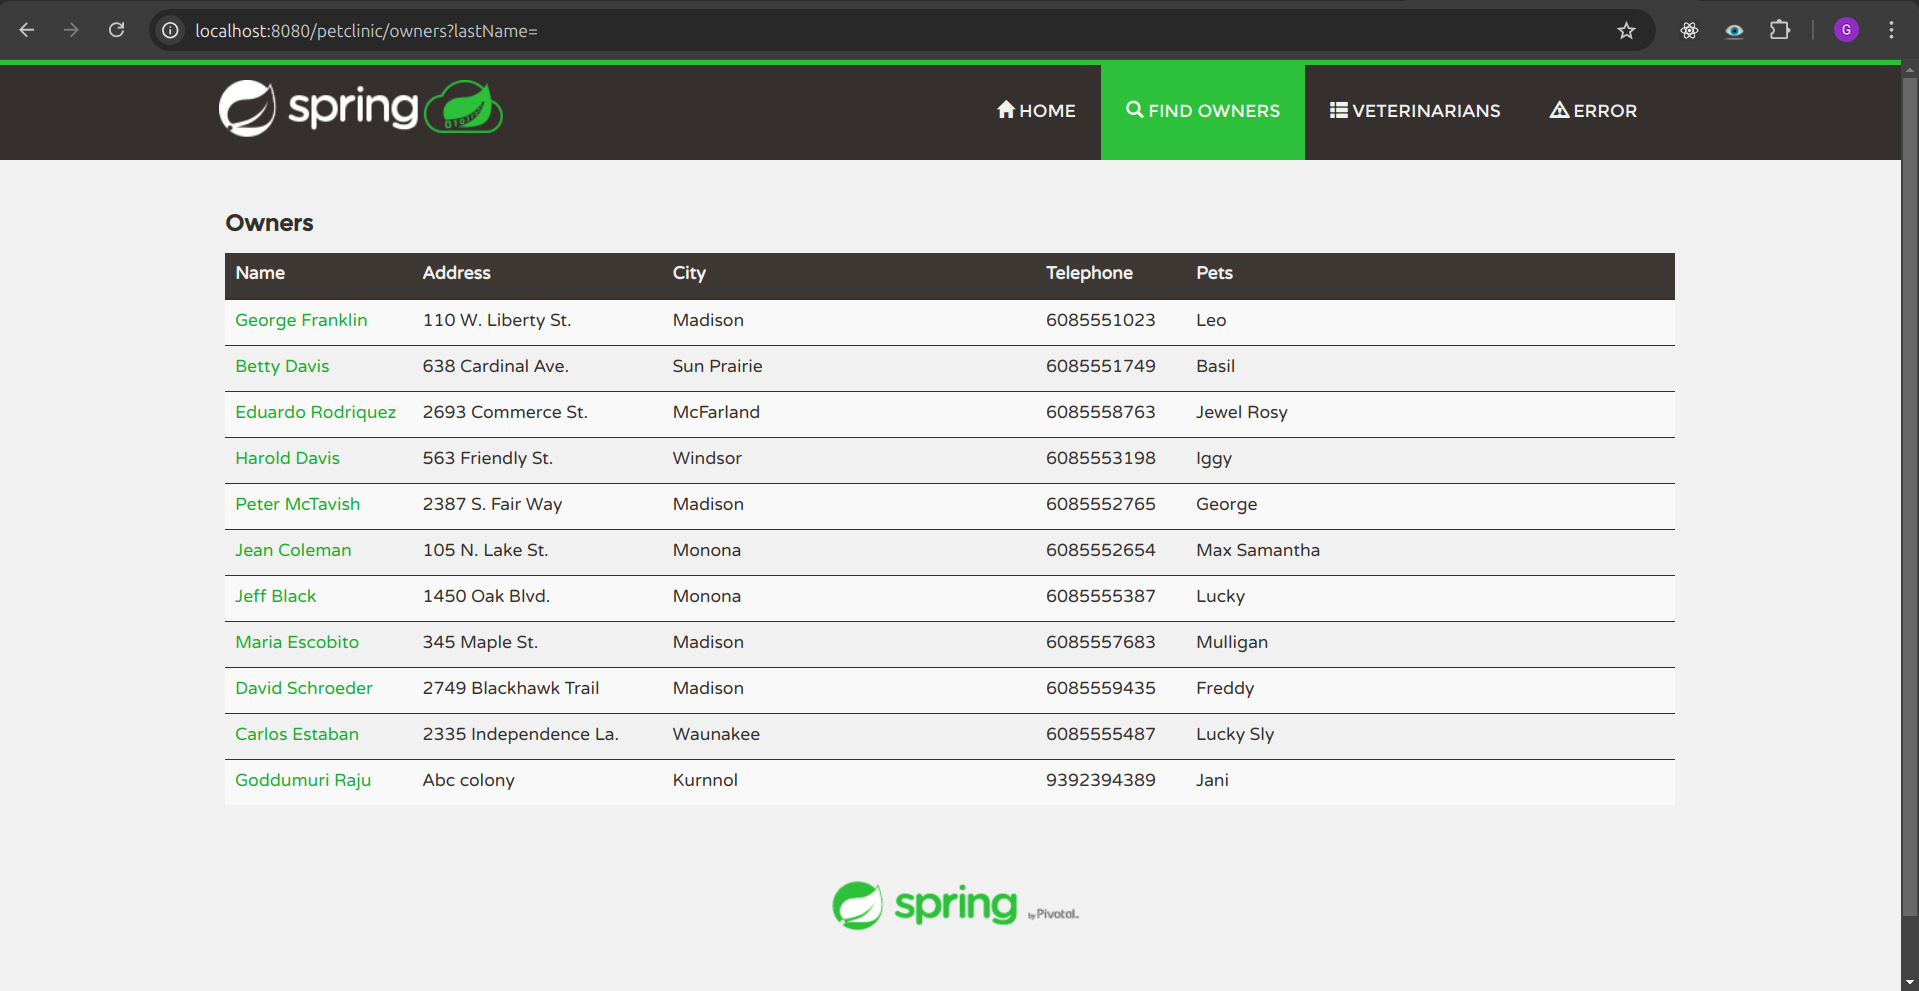 localhost:8080/petclinic/owners?lastName=
G
spring
HOME
FIND OWNERS
VETERINARIANS
ERROR
Owners
Name Address City Telephone Pets
George Franklin 110 W. Liberty St. Madison 6085551023 Leo
Betty Davis 638 Cardinal Ave. Sun Prairie 6085551749 Basil
Eduardo Rodriquez 2693 Commerce St. McFarland 6085558763 Jewel Rosy
Harold Davis 563 Friendly St. Windsor 6085553198 Iggy
Peter McTavish 2387 S. Fair Way Madison 6085552765 George
Jean Coleman 105 N. Lake St. Monona 6085552654 Max Samantha
Jeff Black 1450 Oak Blvd. Monona 6085555387 Lucky
Maria Escobito 345 Maple St. Madison 6085557683 Mulligan
David Schroeder 2749 Blackhawk Trail Madison 6085559435 Freddy
Carlos Estaban 2335 Independence La. Waunakee 6085555487 Lucky Sly
Goddumuri Raju Abc colony Kurnnol 9392394389 Jani
spring by Pivotal